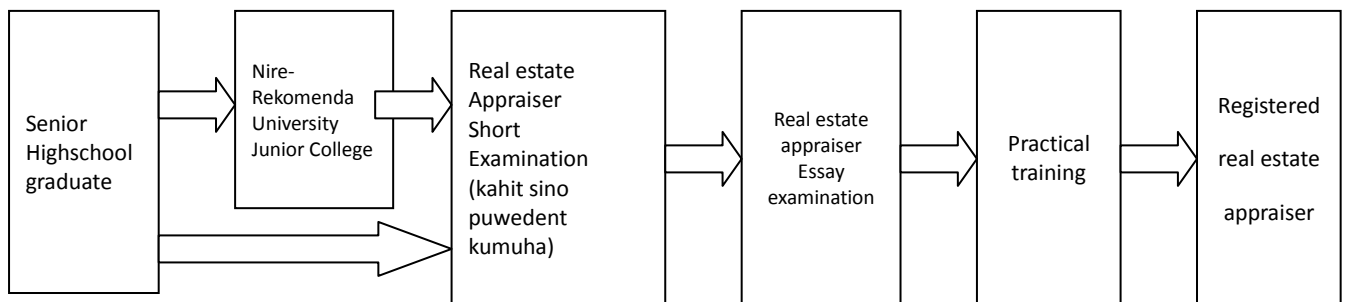 Senior
Highschool
graduate
Nire-
Rekomenda
University
Junior College
Real estate
Appraiser
Short
Examination
(kahit sino
puwedent
kumuha)
Real estate
appraiser
Essay
examination
Practical
training
Registered
real estate
appraiser